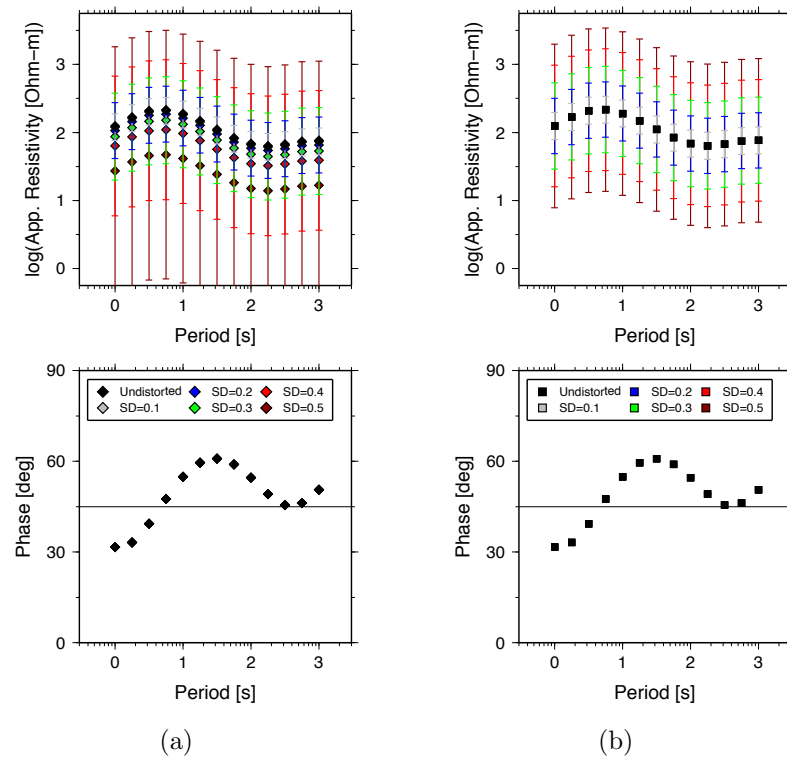 log(App. Resistivity [Ohm−m])
3
2
1
0
0 1 2 3
Period [s]
log(App. Resistivity [Ohm−m])
3
2
1
0
0 1 2 3
Period [s]
Phase [deg]
90
60
30
0
Undistorted SD=0.2 SD=0.4
SD=0.1 SD=0.3 SD=0.5
0 1 2 3
Period [s]
(a)
Phase [deg]
90
60
30
0
Undistorted SD=0.2 SD=0.4
SD=0.1 SD=0.3 SD=0.5
0 1 2 3
Period [s]
(b)